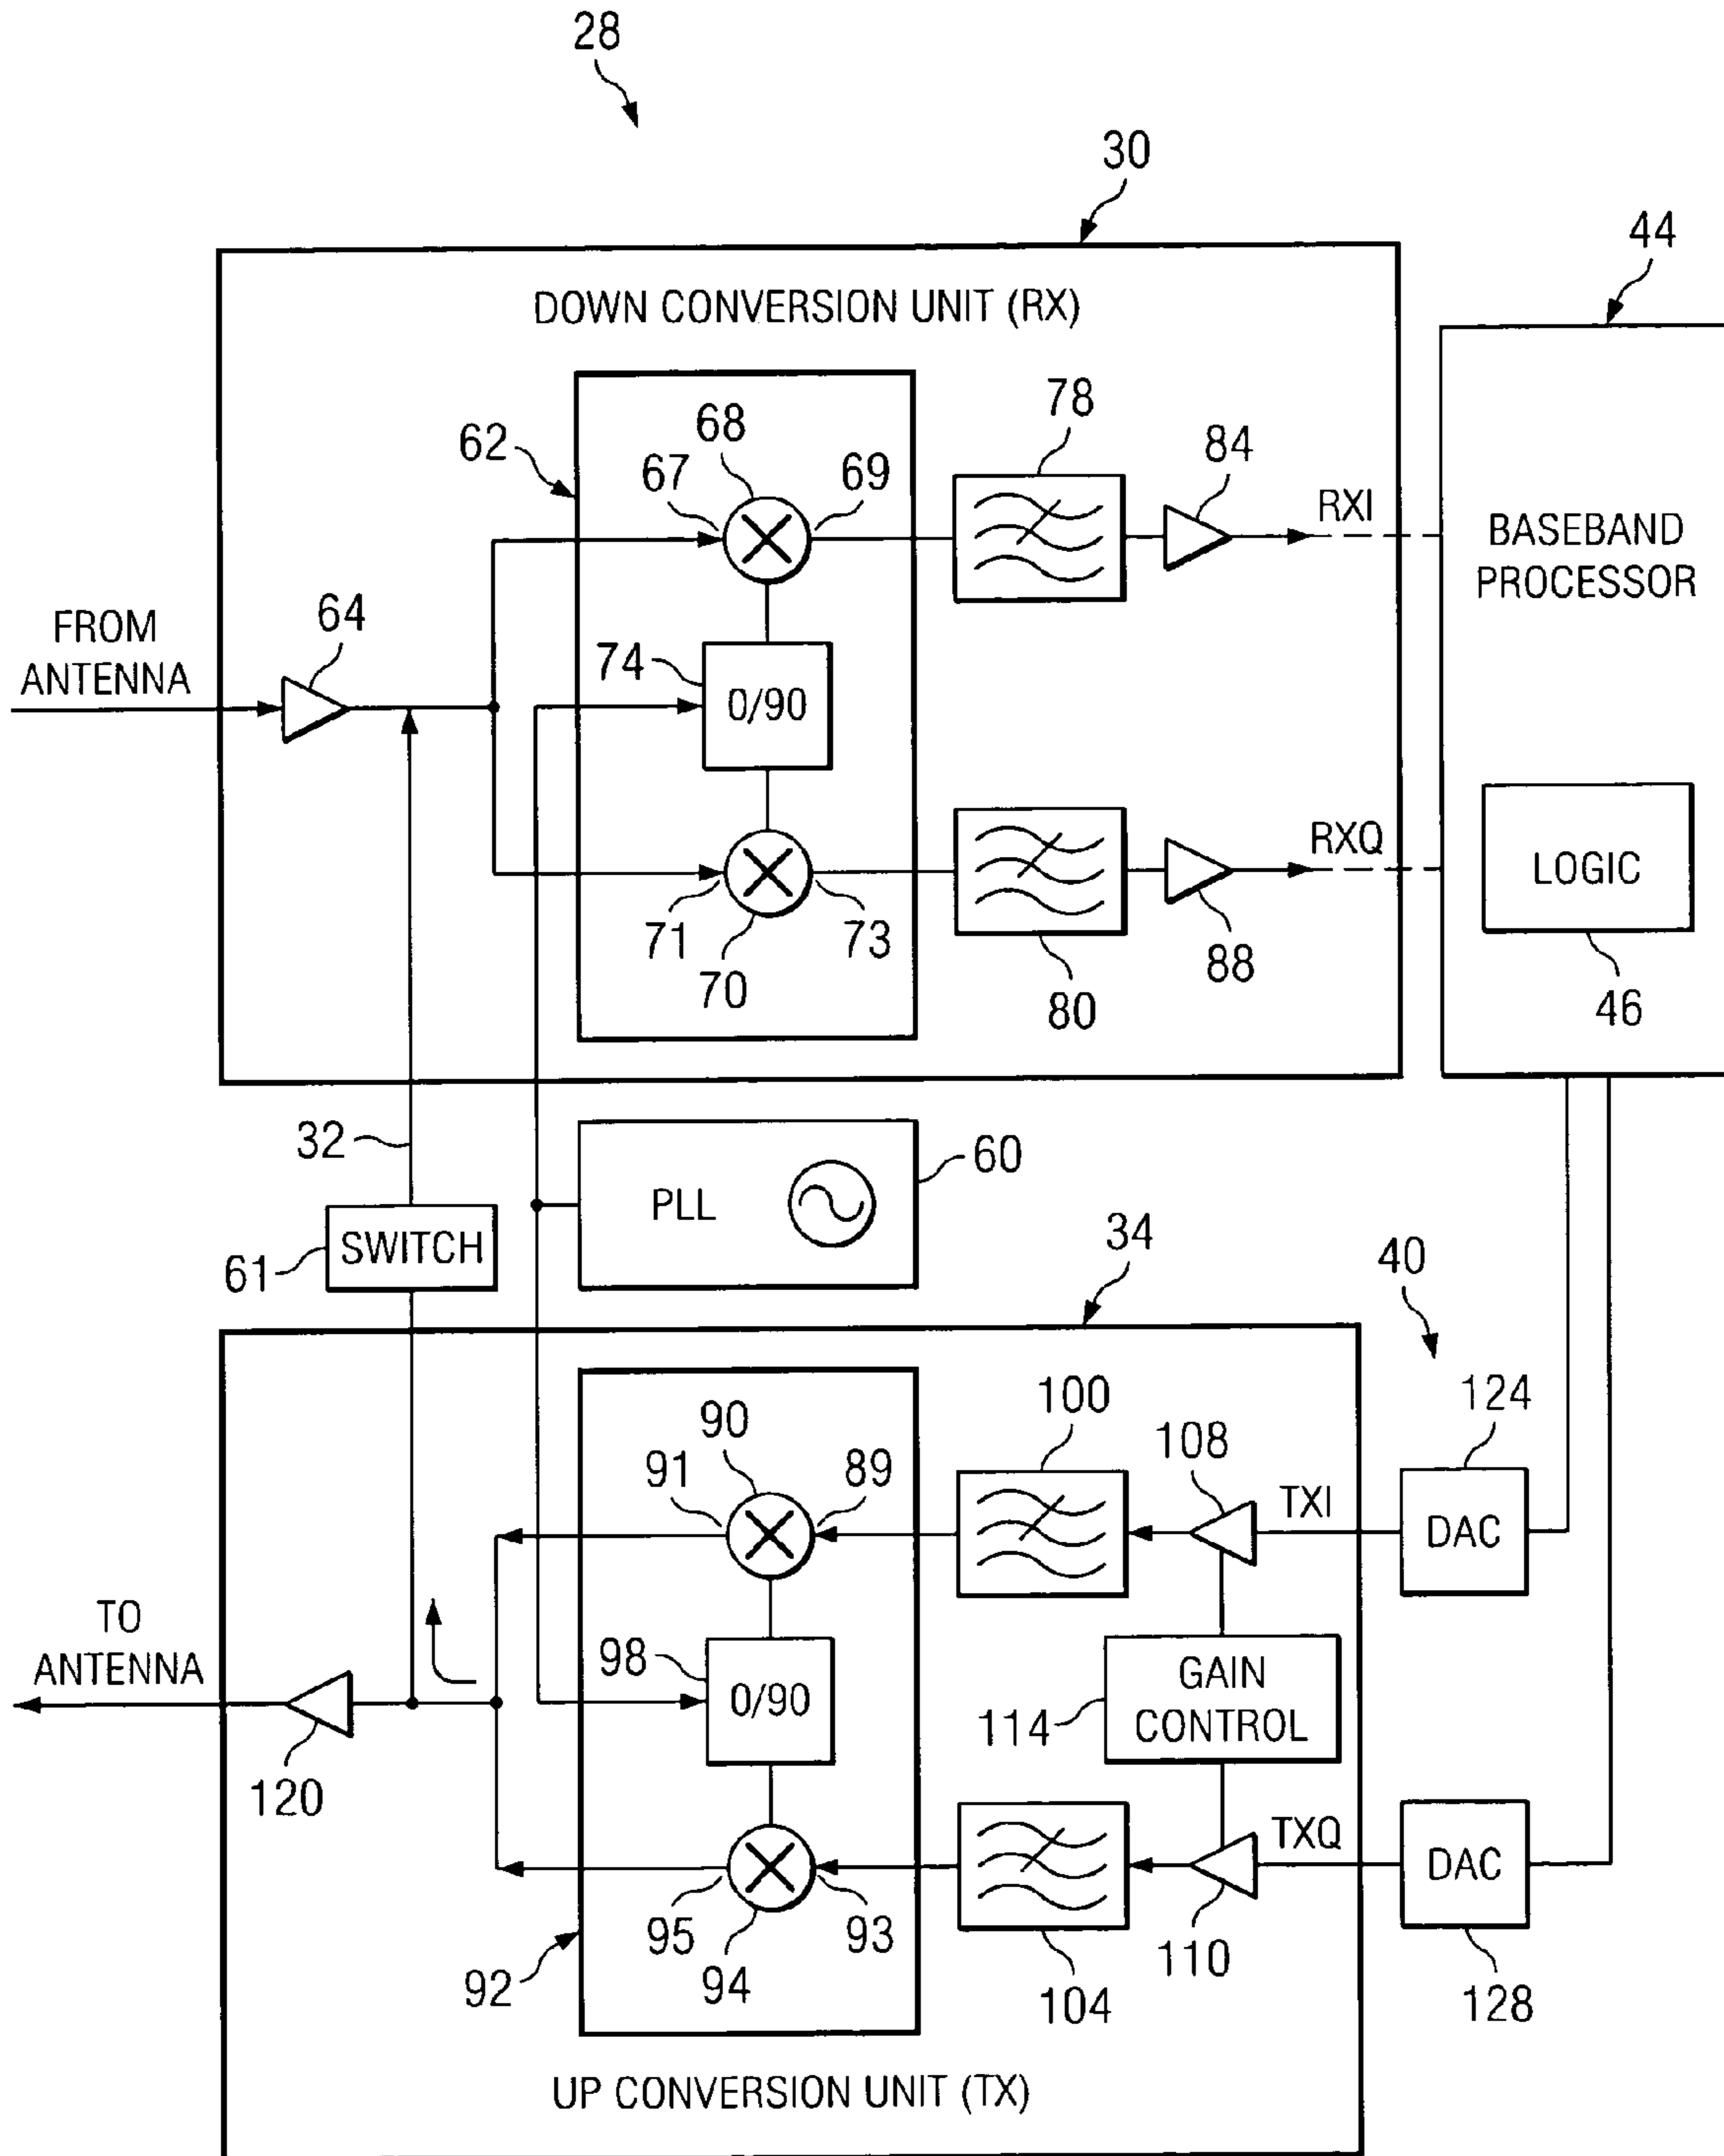 28
30
44
DOWN CONVERSION UNIT (RX)
62
67
68
69
78
84
RXI
BASEBAND
PROCESSOR
FROM
ANTENNA
64
74
0/90
RXQ
LOGIC
71
70
73
80
88
46
32
PLL
60
SWITCH
61
34
40
90
91
89
100
108
TXI
124
DAC
TO
ANTENNA
98
0/90
114
GAIN
CONTROL
120
TXQ
DAC
92
95
94
93
104
110
128
UP CONVERSION UNIT (TX)